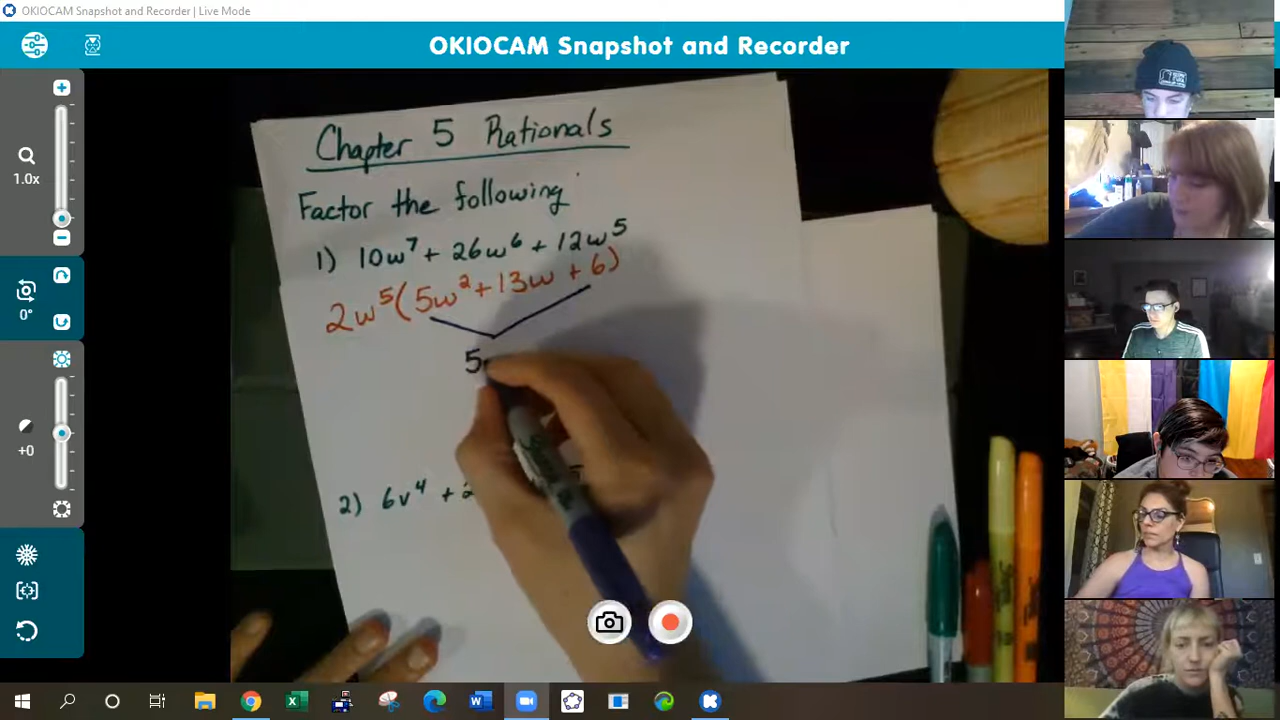 OKIOCAM Snapshot and Recorder | Live Mode
OKIOCAM Snapshot and Recorder
1.0x
0°
+0
Chapter 5 Rationals
Factor the following
1) 10w⁷ + 26w⁶ + 12w⁵
2w⁵(5w² + 13w + 6)
5
2) 6v⁴ +